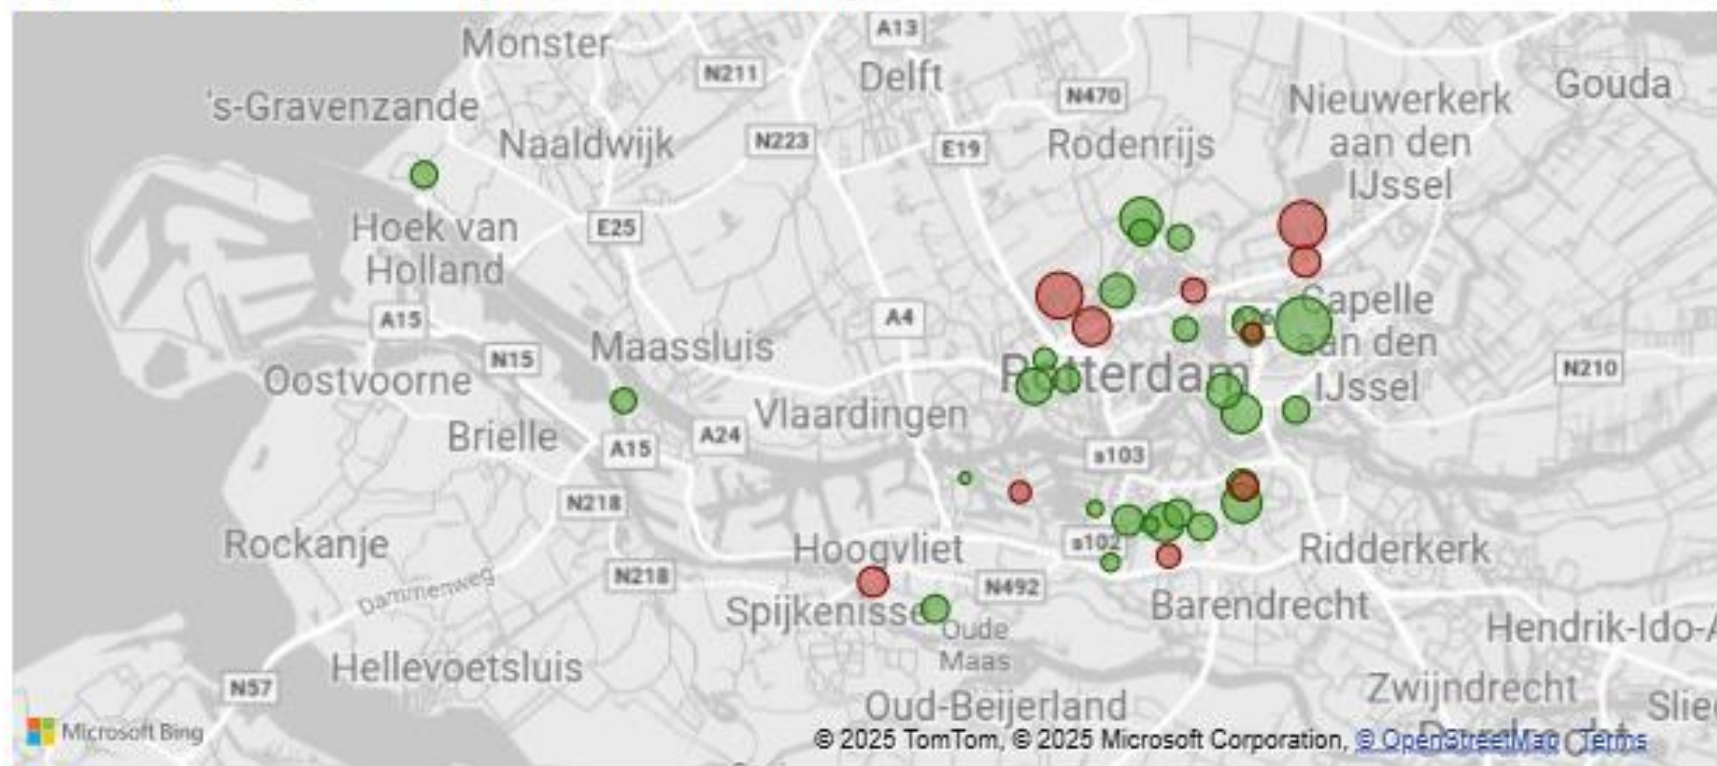 Monster
A13
N211
Delft
Gouda
's-Gravenzande
N470
Nieuwerkerk
aan den
IJssel
Naaldwijk
N223
E19
Rodenrijs
Hoek van
Holland
E25
A15
A4
Capelle
aan den
IJssel
N15
Maassluis
Rotterdam
N210
Oostvoorne
Vlaardingen
Brielle
A15
A24
s103
N218
Rockanje
Hoogvliet
s102
Ridderkerk
Dammenweg
N218
N492
Spijkenisse
Barendrecht
Oude
Maas
Hendrik-Ido-A
Hellevoetsluis
N57
Zwijndrecht
Oud-Beijerland
Slie
Microsoft Bing
© 2025 TomTom, © 2025 Microsoft Corporation, © OpenStreetMap Terms